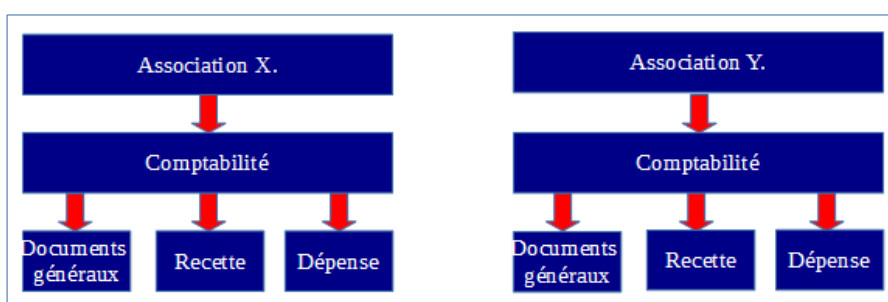 Association X.
Comptabilité
Documents
généraux
Recette
Dépense
Association Y.
Comptabilité
Documents
généraux
Recette
Dépense